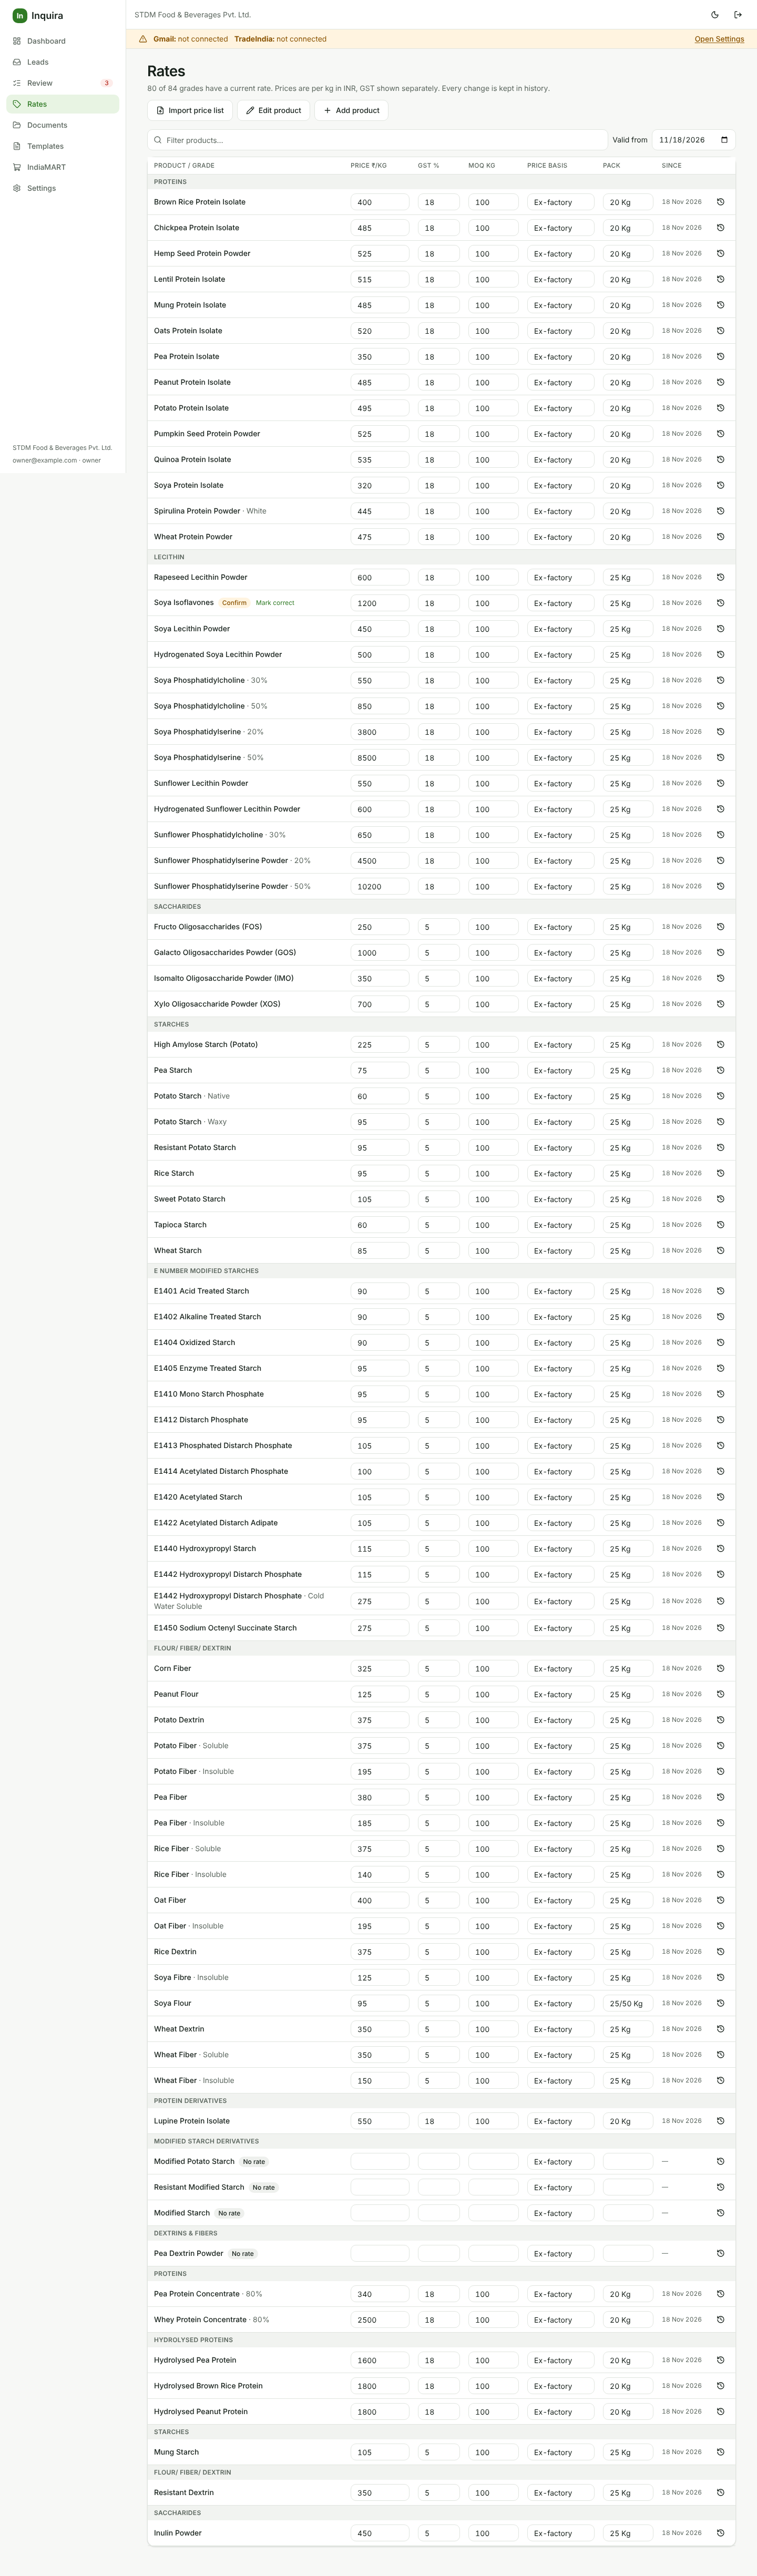 In Inquira
STDM Food & Beverages Pvt. Ltd.
Dashboard
Leads
Review 3
Rates
Documents
Templates
IndiaMART
Settings
STDM Food & Beverages Pvt. Ltd.
owner@example.com · owner
Gmail: not connected TradeIndia: not connected Open Settings
Rates
80 of 84 grades have a current rate. Prices are per kg in INR, GST shown separately. Every change is kept in history.
Import price list Edit product Add product
Filter products... Valid from 11/18/2026
PRODUCT / GRADE PRICE ₹/KG GST % MOQ KG PRICE BASIS PACK SINCE
PROTEINS
Brown Rice Protein Isolate 400 18 100 Ex-factory 20 Kg 18 Nov 2026
Chickpea Protein Isolate 485 18 100 Ex-factory 20 Kg 18 Nov 2026
Hemp Seed Protein Powder 525 18 100 Ex-factory 20 Kg 18 Nov 2026
Lentil Protein Isolate 515 18 100 Ex-factory 20 Kg 18 Nov 2026
Mung Protein Isolate 485 18 100 Ex-factory 20 Kg 18 Nov 2026
Oats Protein Isolate 520 18 100 Ex-factory 20 Kg 18 Nov 2026
Pea Protein Isolate 350 18 100 Ex-factory 20 Kg 18 Nov 2026
Peanut Protein Isolate 485 18 100 Ex-factory 20 Kg 18 Nov 2026
Potato Protein Isolate 495 18 100 Ex-factory 20 Kg 18 Nov 2026
Pumpkin Seed Protein Powder 525 18 100 Ex-factory 20 Kg 18 Nov 2026
Quinoa Protein Isolate 535 18 100 Ex-factory 20 Kg 18 Nov 2026
Soya Protein Isolate 320 18 100 Ex-factory 20 Kg 18 Nov 2026
Spirulina Protein Powder · White 445 18 100 Ex-factory 20 Kg 18 Nov 2026
Wheat Protein Powder 475 18 100 Ex-factory 20 Kg 18 Nov 2026
LECITHIN
Rapeseed Lecithin Powder 600 18 100 Ex-factory 25 Kg 18 Nov 2026
Soya Isoflavones Confirm Mark correct 1200 18 100 Ex-factory 25 Kg 18 Nov 2026
Soya Lecithin Powder 450 18 100 Ex-factory 25 Kg 18 Nov 2026
Hydrogenated Soya Lecithin Powder 500 18 100 Ex-factory 25 Kg 18 Nov 2026
Soya Phosphatidylcholine · 30% 550 18 100 Ex-factory 25 Kg 18 Nov 2026
Soya Phosphatidylcholine · 50% 850 18 100 Ex-factory 25 Kg 18 Nov 2026
Soya Phosphatidylserine · 20% 3800 18 100 Ex-factory 25 Kg 18 Nov 2026
Soya Phosphatidylserine · 50% 8500 18 100 Ex-factory 25 Kg 18 Nov 2026
Sunflower Lecithin Powder 550 18 100 Ex-factory 25 Kg 18 Nov 2026
Hydrogenated Sunflower Lecithin Powder 600 18 100 Ex-factory 25 Kg 18 Nov 2026
Sunflower Phosphatidylcholine · 30% 650 18 100 Ex-factory 25 Kg 18 Nov 2026
Sunflower Phosphatidylserine Powder · 20% 4500 18 100 Ex-factory 25 Kg 18 Nov 2026
Sunflower Phosphatidylserine Powder · 50% 10200 18 100 Ex-factory 25 Kg 18 Nov 2026
SACCHARIDES
Fructo Oligosaccharides (FOS) 250 5 100 Ex-factory 25 Kg 18 Nov 2026
Galacto Oligosaccharides Powder (GOS) 1000 5 100 Ex-factory 25 Kg 18 Nov 2026
Isomalto Oligosaccharide Powder (IMO) 350 5 100 Ex-factory 25 Kg 18 Nov 2026
Xylo Oligosaccharide Powder (XOS) 700 5 100 Ex-factory 25 Kg 18 Nov 2026
STARCHES
High Amylose Starch (Potato) 225 5 100 Ex-factory 25 Kg 18 Nov 2026
Pea Starch 75 5 100 Ex-factory 25 Kg 18 Nov 2026
Potato Starch · Native 60 5 100 Ex-factory 25 Kg 18 Nov 2026
Potato Starch · Waxy 95 5 100 Ex-factory 25 Kg 18 Nov 2026
Resistant Potato Starch 95 5 100 Ex-factory 25 Kg 18 Nov 2026
Rice Starch 95 5 100 Ex-factory 25 Kg 18 Nov 2026
Sweet Potato Starch 105 5 100 Ex-factory 25 Kg 18 Nov 2026
Tapioca Starch 60 5 100 Ex-factory 25 Kg 18 Nov 2026
Wheat Starch 85 5 100 Ex-factory 25 Kg 18 Nov 2026
E NUMBER MODIFIED STARCHES
E1401 Acid Treated Starch 90 5 100 Ex-factory 25 Kg 18 Nov 2026
E1402 Alkaline Treated Starch 90 5 100 Ex-factory 25 Kg 18 Nov 2026
E1404 Oxidized Starch 90 5 100 Ex-factory 25 Kg 18 Nov 2026
E1405 Enzyme Treated Starch 95 5 100 Ex-factory 25 Kg 18 Nov 2026
E1410 Mono Starch Phosphate 95 5 100 Ex-factory 25 Kg 18 Nov 2026
E1412 Distarch Phosphate 95 5 100 Ex-factory 25 Kg 18 Nov 2026
E1413 Phosphated Distarch Phosphate 105 5 100 Ex-factory 25 Kg 18 Nov 2026
E1414 Acetylated Distarch Phosphate 100 5 100 Ex-factory 25 Kg 18 Nov 2026
E1420 Acetylated Starch 105 5 100 Ex-factory 25 Kg 18 Nov 2026
E1422 Acetylated Distarch Adipate 105 5 100 Ex-factory 25 Kg 18 Nov 2026
E1440 Hydroxypropyl Starch 115 5 100 Ex-factory 25 Kg 18 Nov 2026
E1442 Hydroxypropyl Distarch Phosphate 115 5 100 Ex-factory 25 Kg 18 Nov 2026
E1442 Hydroxypropyl Distarch Phosphate · Cold
Water Soluble 275 5 100 Ex-factory 25 Kg 18 Nov 2026
E1450 Sodium Octenyl Succinate Starch 275 5 100 Ex-factory 25 Kg 18 Nov 2026
FLOUR/ FIBER/ DEXTRIN
Corn Fiber 325 5 100 Ex-factory 25 Kg 18 Nov 2026
Peanut Flour 125 5 100 Ex-factory 25 Kg 18 Nov 2026
Potato Dextrin 375 5 100 Ex-factory 25 Kg 18 Nov 2026
Potato Fiber · Soluble 375 5 100 Ex-factory 25 Kg 18 Nov 2026
Potato Fiber · Insoluble 195 5 100 Ex-factory 25 Kg 18 Nov 2026
Pea Fiber 380 5 100 Ex-factory 25 Kg 18 Nov 2026
Pea Fiber · Insoluble 185 5 100 Ex-factory 25 Kg 18 Nov 2026
Rice Fiber · Soluble 375 5 100 Ex-factory 25 Kg 18 Nov 2026
Rice Fiber · Insoluble 140 5 100 Ex-factory 25 Kg 18 Nov 2026
Oat Fiber 400 5 100 Ex-factory 25 Kg 18 Nov 2026
Oat Fiber · Insoluble 195 5 100 Ex-factory 25 Kg 18 Nov 2026
Rice Dextrin 375 5 100 Ex-factory 25 Kg 18 Nov 2026
Soya Fibre · Insoluble 125 5 100 Ex-factory 25 Kg 18 Nov 2026
Soya Flour 95 5 100 Ex-factory 25/50 Kg 18 Nov 2026
Wheat Dextrin 350 5 100 Ex-factory 25 Kg 18 Nov 2026
Wheat Fiber · Soluble 350 5 100 Ex-factory 25 Kg 18 Nov 2026
Wheat Fiber · Insoluble 150 5 100 Ex-factory 25 Kg 18 Nov 2026
PROTEIN DERIVATIVES
Lupine Protein Isolate 550 18 100 Ex-factory 20 Kg 18 Nov 2026
MODIFIED STARCH DERIVATIVES
Modified Potato Starch No rate Ex-factory —
Resistant Modified Starch No rate Ex-factory —
Modified Starch No rate Ex-factory —
DEXTRINS & FIBERS
Pea Dextrin Powder No rate Ex-factory —
PROTEINS
Pea Protein Concentrate · 80% 340 18 100 Ex-factory 20 Kg 18 Nov 2026
Whey Protein Concentrate · 80% 2500 18 100 Ex-factory 20 Kg 18 Nov 2026
HYDROLYSED PROTEINS
Hydrolysed Pea Protein 1600 18 100 Ex-factory 20 Kg 18 Nov 2026
Hydrolysed Brown Rice Protein 1800 18 100 Ex-factory 20 Kg 18 Nov 2026
Hydrolysed Peanut Protein 1800 18 100 Ex-factory 20 Kg 18 Nov 2026
STARCHES
Mung Starch 105 5 100 Ex-factory 25 Kg 18 Nov 2026
FLOUR/ FIBER/ DEXTRIN
Resistant Dextrin 350 5 100 Ex-factory 25 Kg 18 Nov 2026
SACCHARIDES
Inulin Powder 450 5 100 Ex-factory 25 Kg 18 Nov 2026